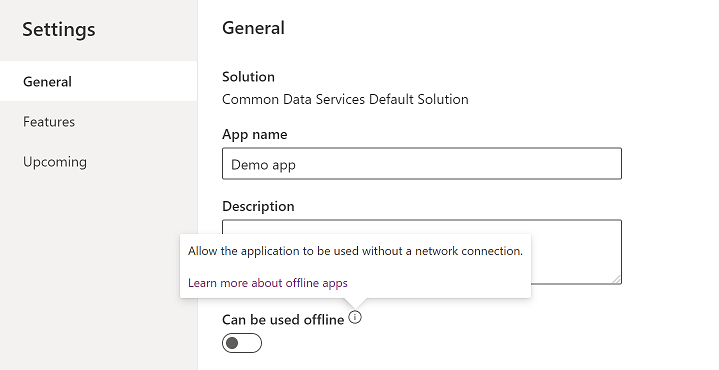 Settings
General
Features
Upcoming
General
Solution
Common Data Services Default Solution
App name
Demo app
Description
Allow the application to be used without a network connection.
Learn more about offline apps
Can be used offline